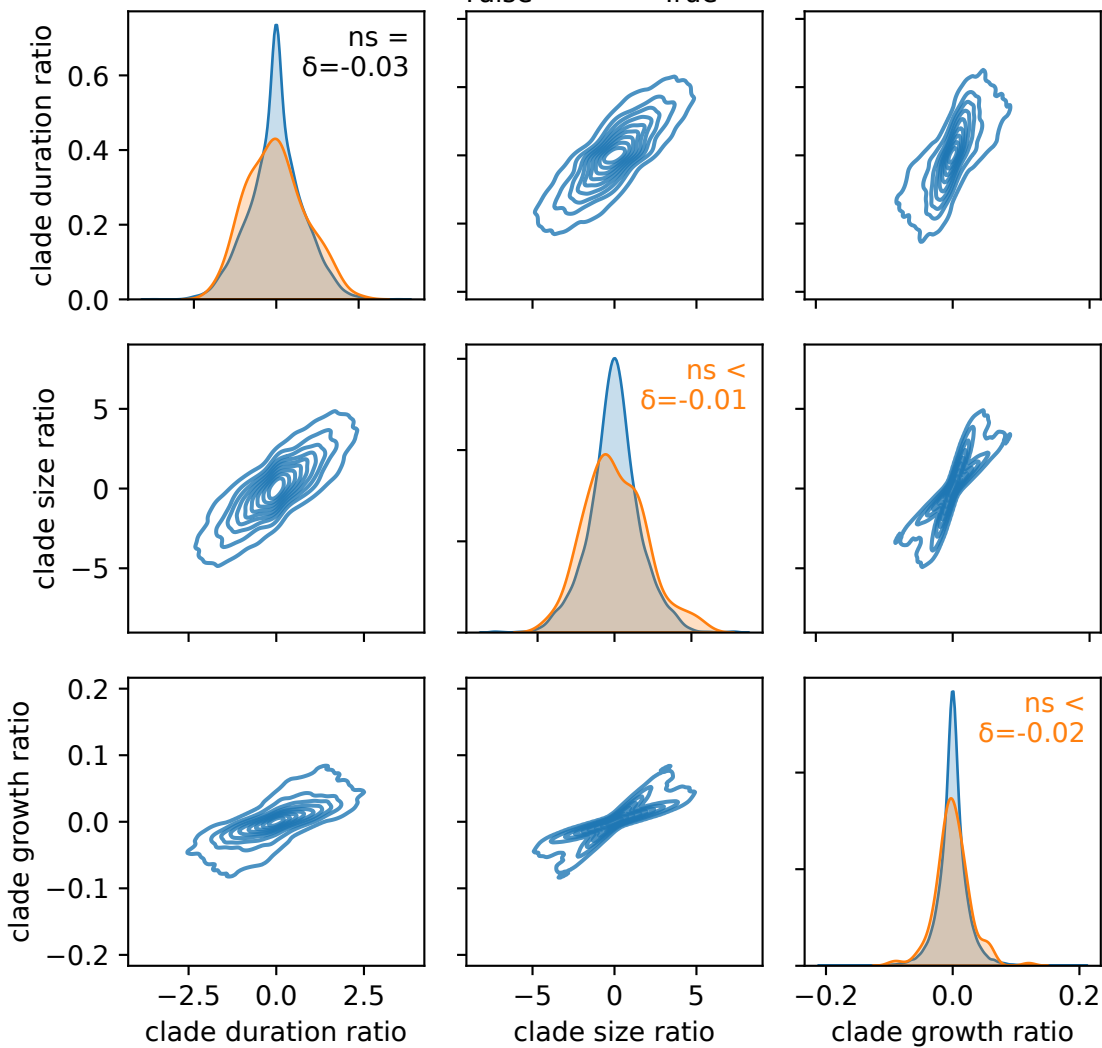 clade duration ratio
0.6
0.4
0.2
0.0
ns =
δ=-0.03
clade size ratio
5
0
−5
ns <
δ=-0.01
clade growth ratio
0.2
0.1
0.0
−0.1
−0.2
ns <
δ=-0.02
−2.5 0.0 2.5
−5 0 5
−0.2 0.0 0.2
clade duration ratio
clade size ratio
clade growth ratio